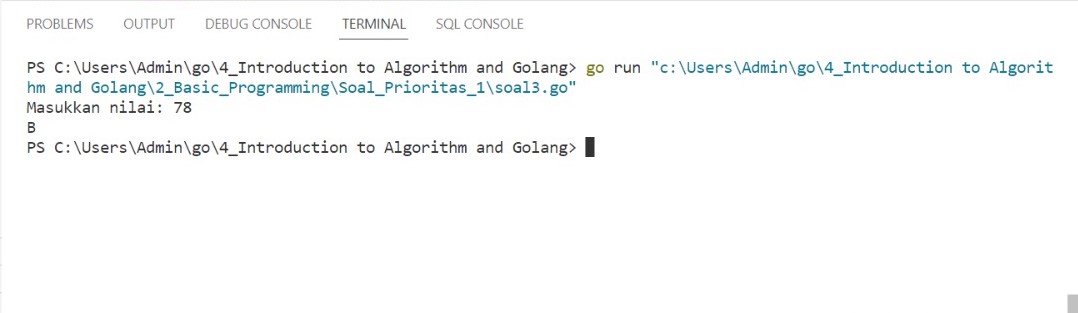 PROBLEMS OUTPUT DEBUG CONSOLE TERMINAL SQL CONSOLE
PS C:\Users\Admin\go\4_Introduction to Algorithm and Golang> go run "c:\Users\Admin\go\4_Introduction to Algorit
hm and Golang\2_Basic_Programming\Soal_Prioritas_1\soal3.go"
Masukkan nilai: 78
B
PS C:\Users\Admin\go\4_Introduction to Algorithm and Golang>